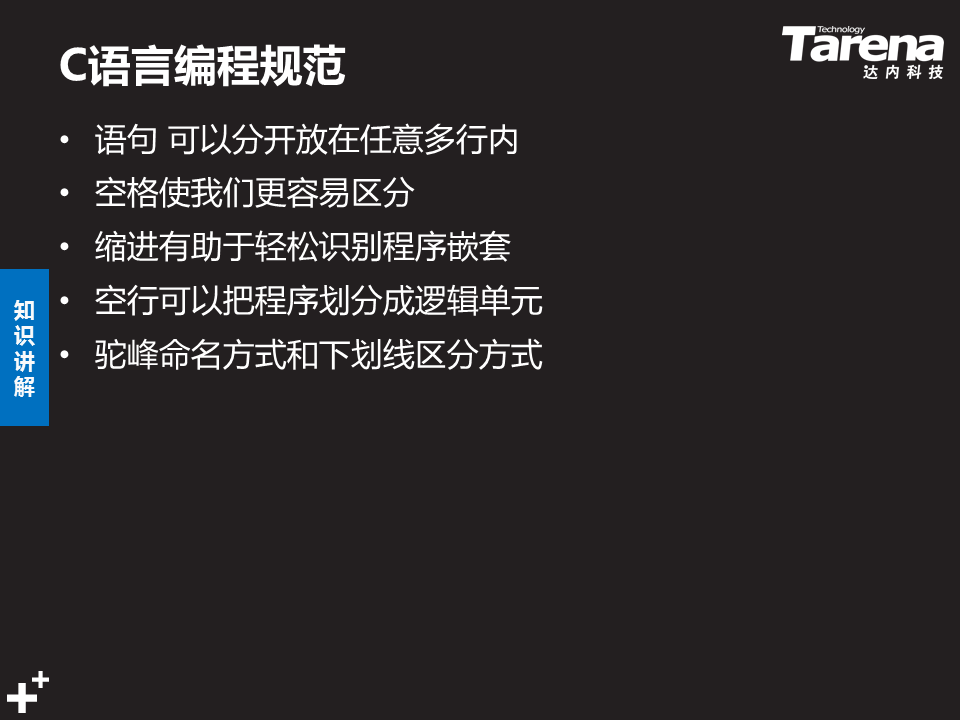 C语言编程规范
Technology
Tarena
达内科技
• 语句 可以分开放在任意多行内
• 空格使我们更容易区分
• 缩进有助于轻松识别程序嵌套
• 空行可以把程序划分成逻辑单元
• 驼峰命名方式和下划线区分方式
知识讲解